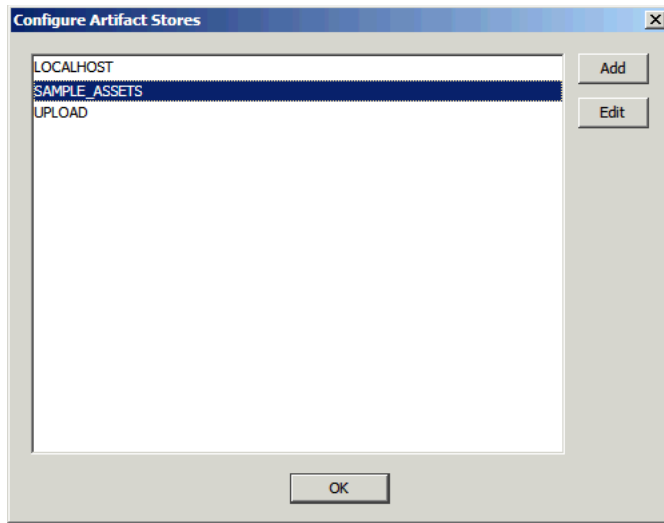 Configure Artifact Stores
LOCALHOST
SAMPLE_ASSETS
UPLOAD
Add
Edit
OK